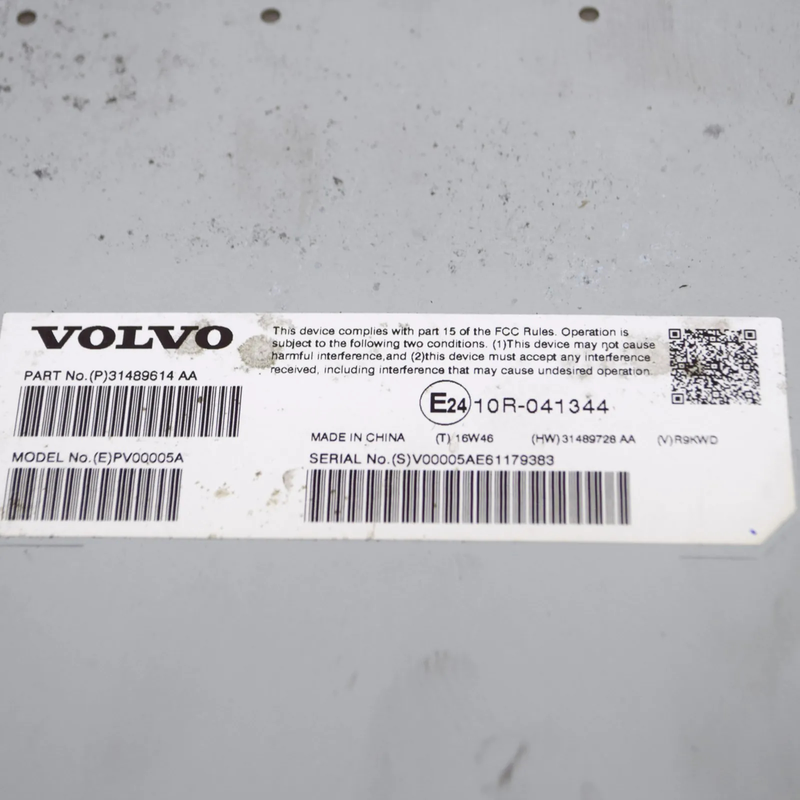 VOLVO
This device complies with part 15 of the FCC Rules. Operation is
subject to the following two conditions. (1)This device may not cause
harmful interference,and (2)this device must accept any interference
received, including interference that may cause undesired operation
PART No.(P)31489614 AA
E24 10R-041344
MADE IN CHINA (T) 16W46 (HW)31489728 AA (V)R9KWD
MODEL No.(E)PV00005A
SERIAL No.(S)V00005AE61179383